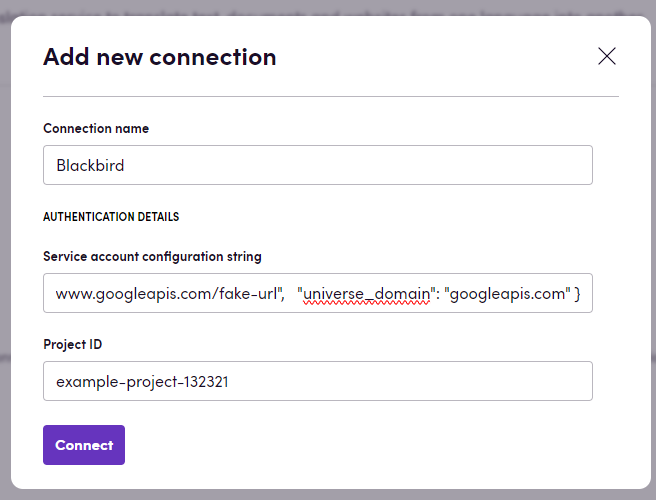 Add new connection
Connection name
Blackbird
AUTHENTICATION DETAILS
Service account configuration string
www.googleapis.com/fake-url", "universe_domain": "googleapis.com" }
Project ID
example-project-132321
Connect